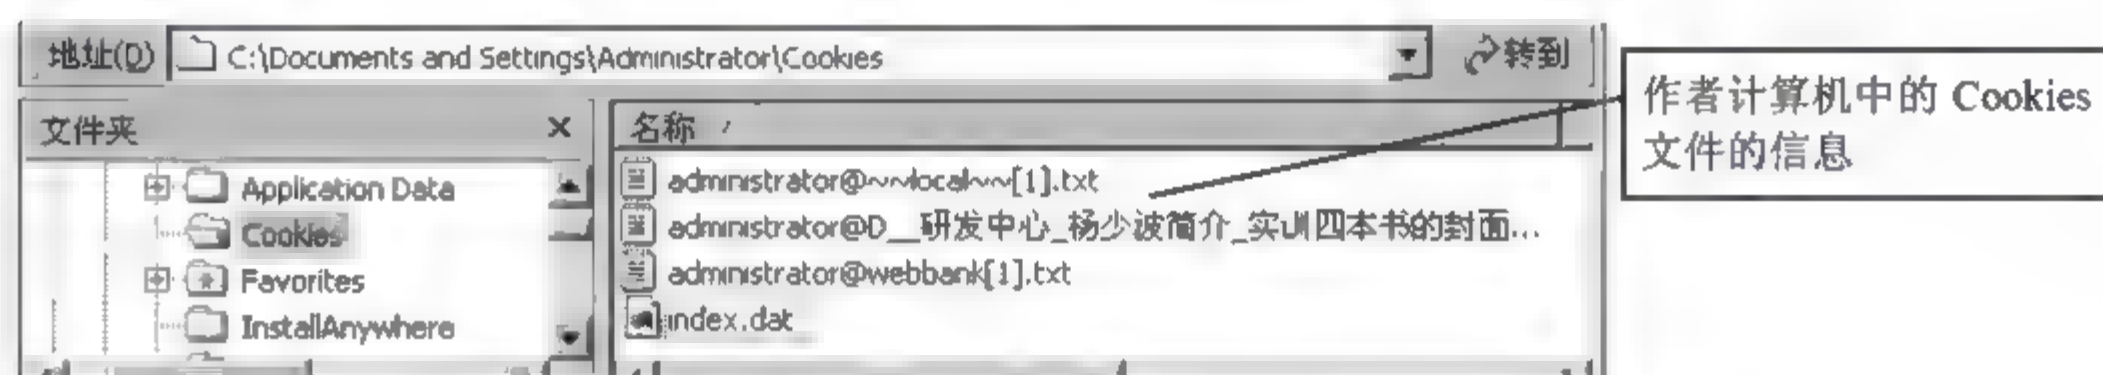 地址(D) C:\Documents and Settings\Administrator\Cookies 转到
作者计算机中的 Cookies
文件的信息
文件夹
Application Data
Cookies
Favorites
InstallAnywhere
名称
administrator@~~local~~[1].txt
administrator@D__研发中心_杨少波简介_实训四本书的封面...
administrator@webbank[1].txt
index.dat